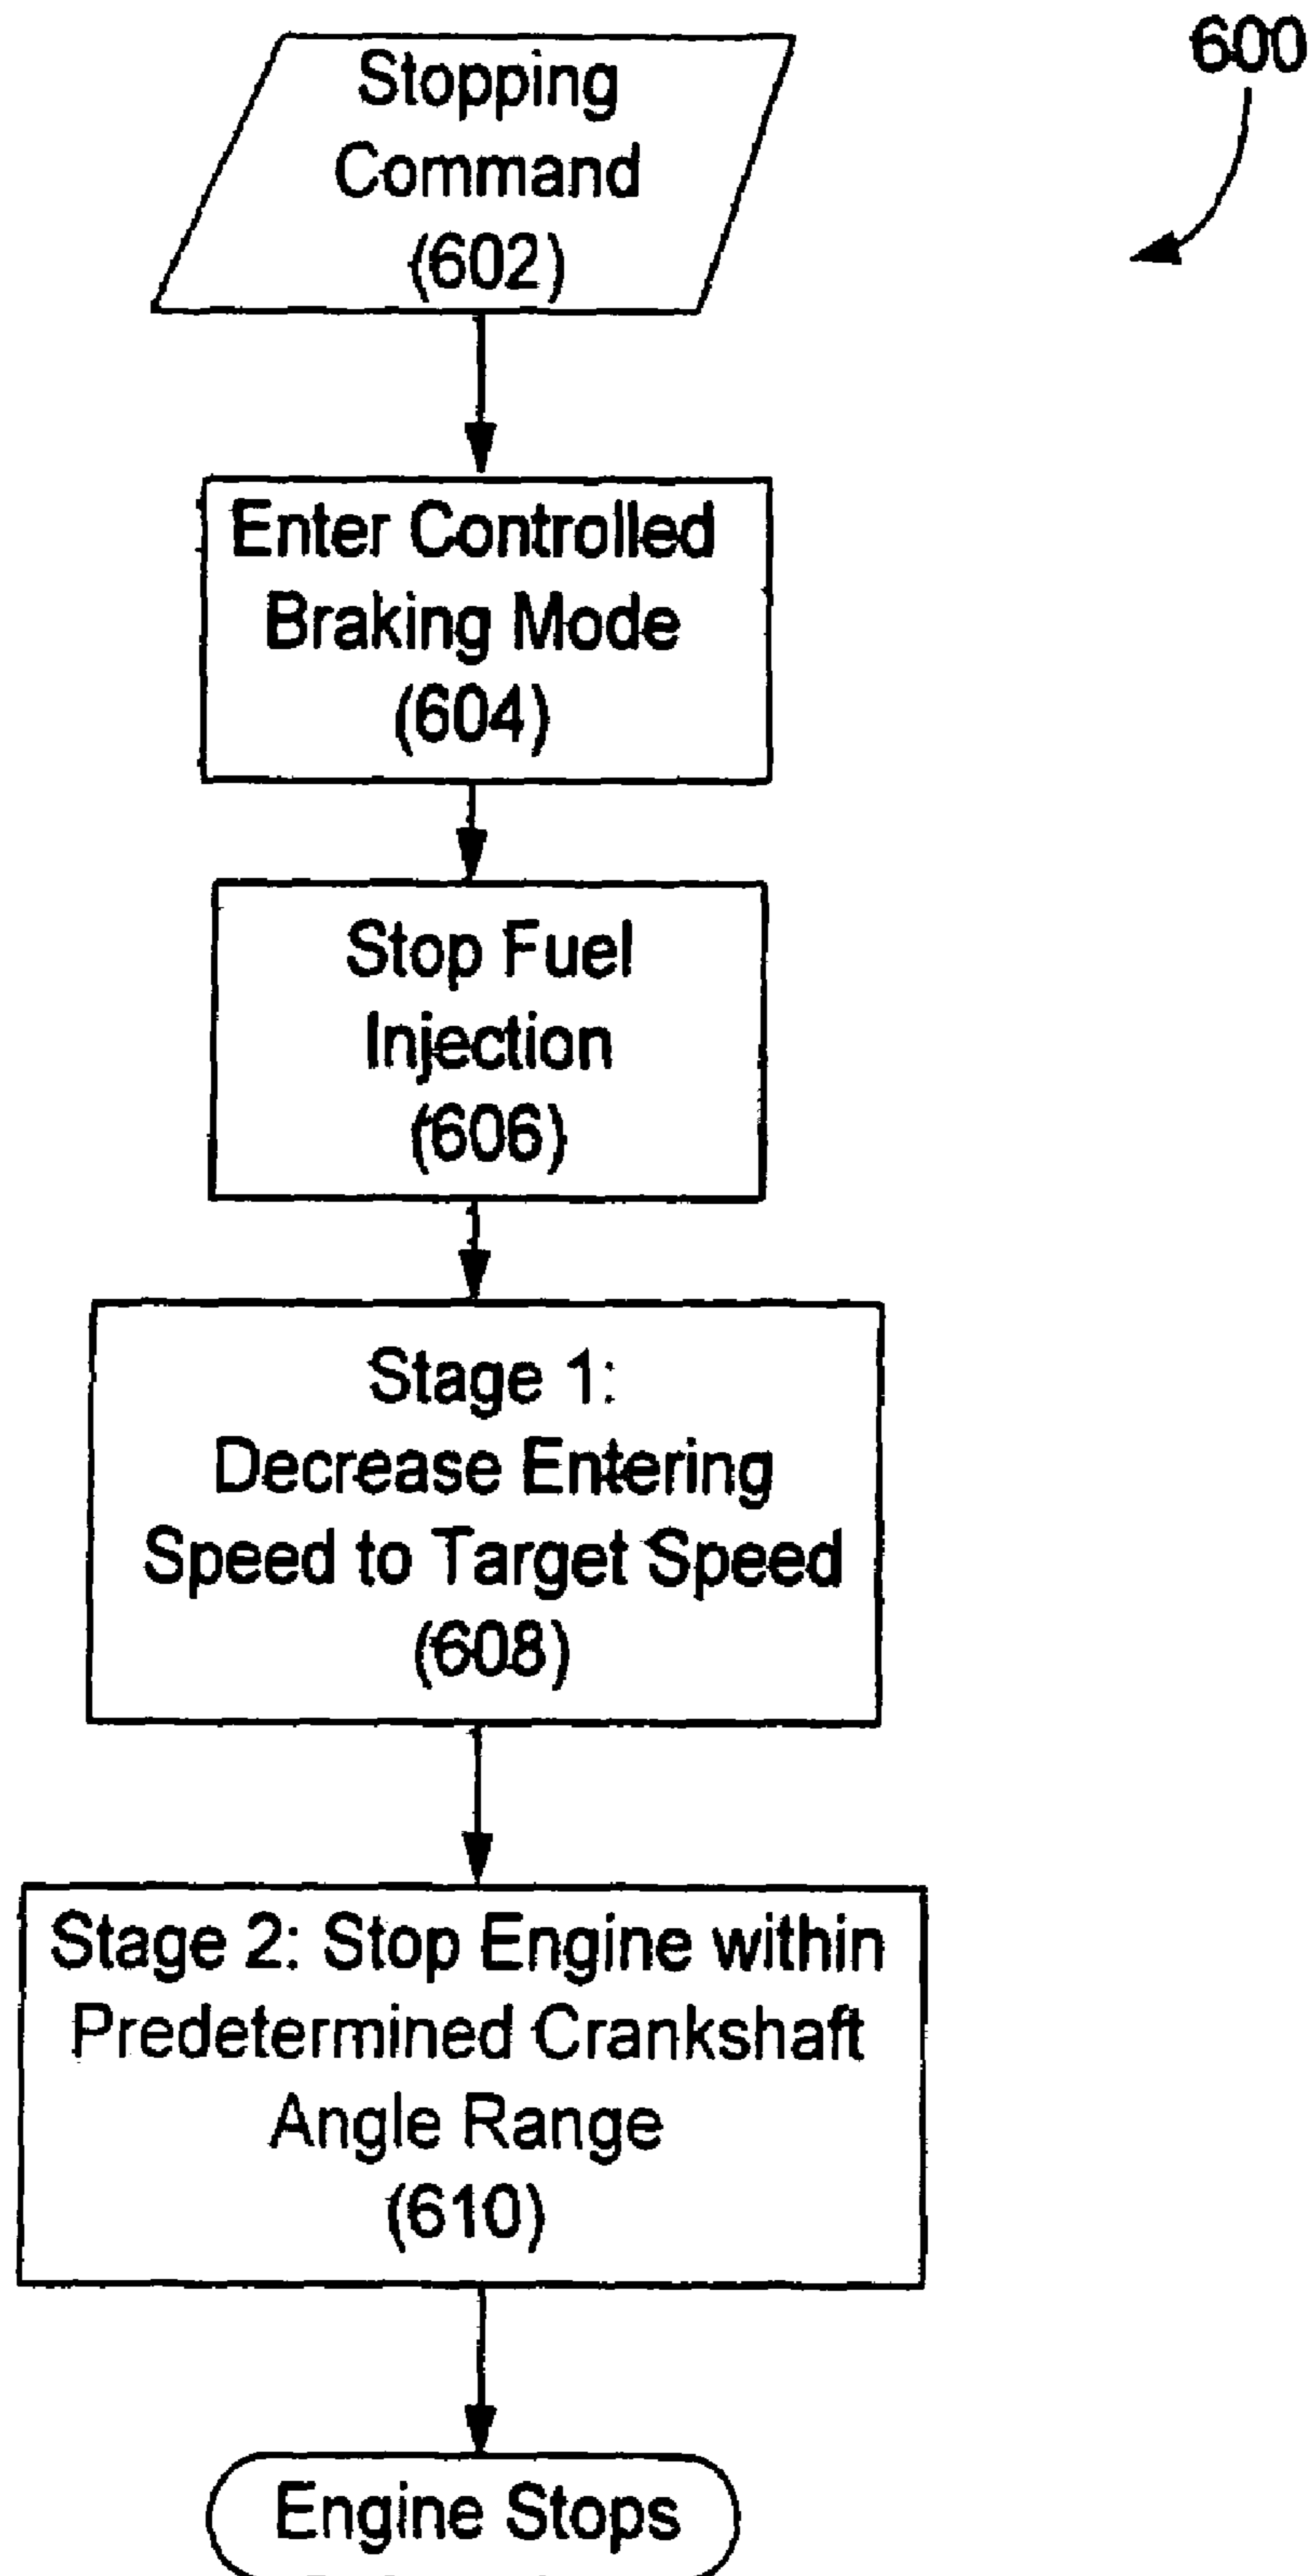 600
Stopping
Command
(602)
Enter Controlled
Braking Mode
(604)
Stop Fuel
Injection
(606)
Stage 1:
Decrease Entering
Speed to Target Speed
(608)
Stage 2: Stop Engine within
Predetermined Crankshaft
Angle Range
(610)
Engine Stops